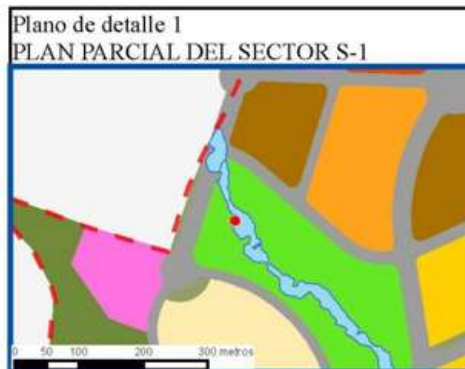 Plano de detalle 1
PLAN PARCIAL DEL SECTOR S-1
0 50 100 200 300 metros